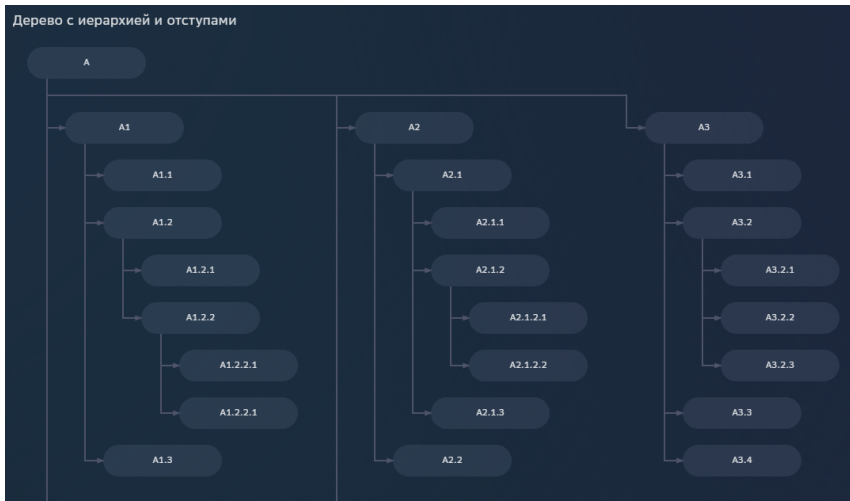 Дерево с иерархией и отступами
A
A1
A1.1
A1.2
A1.2.1
A1.2.2
A1.2.2.1
A1.2.2.1
A1.3
A2
A2.1
A2.1.1
A2.1.2
A2.1.2.1
A2.1.2.2
A2.1.3
A2.2
A3
A3.1
A3.2
A3.2.1
A3.2.2
A3.2.3
A3.3
A3.4